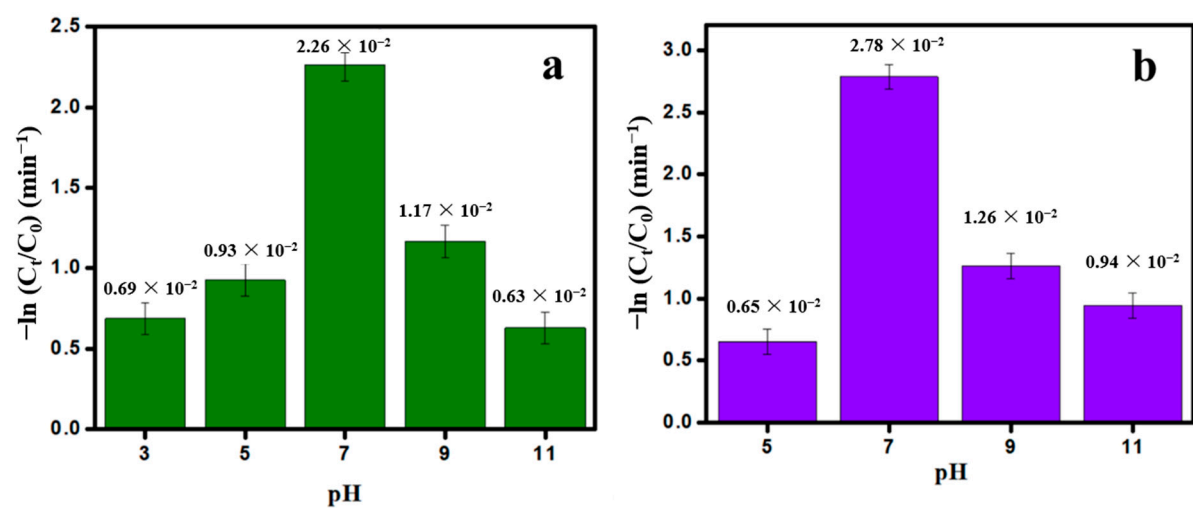 a
−ln (Cₜ/C₀) (min⁻¹)
2.5
2.0
1.5
1.0
0.5
0.0
0.69 × 10⁻²
0.93 × 10⁻²
2.26 × 10⁻²
1.17 × 10⁻²
0.63 × 10⁻²
3 5 7 9 11
pH
b
−ln (Cₜ/C₀) (min⁻¹)
3.0
2.5
2.0
1.5
1.0
0.5
0.0
0.65 × 10⁻²
2.78 × 10⁻²
1.26 × 10⁻²
0.94 × 10⁻²
5 7 9 11
pH